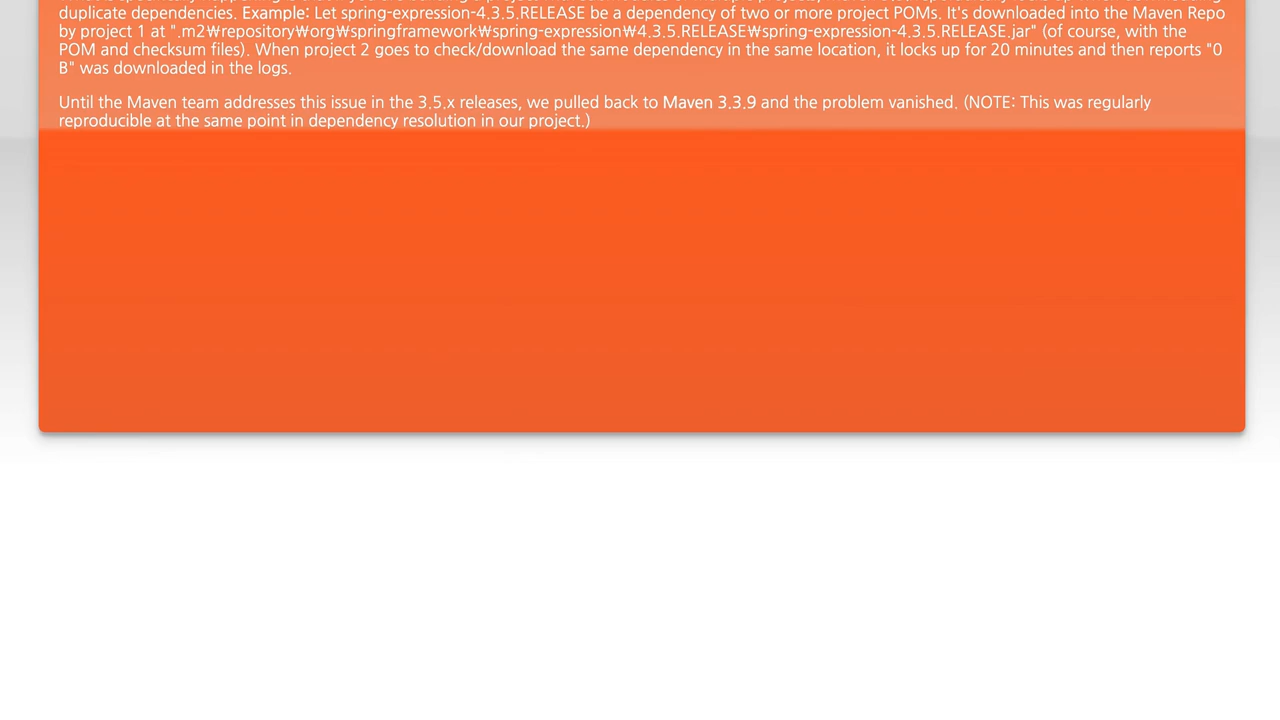 duplicate dependencies. Example: Let spring-expression-4.3.5.RELEASE be a dependency of two or more project POMs. It's downloaded into the Maven Repo
by project 1 at ".m2₩repository₩org₩springframework₩spring-expression₩4.3.5.RELEASE₩spring-expression-4.3.5.RELEASE.jar" (of course, with the
POM and checksum files). When project 2 goes to check/download the same dependency in the same location, it locks up for 20 minutes and then reports "0
B" was downloaded in the logs.
Until the Maven team addresses this issue in the 3.5.x releases, we pulled back to Maven 3.3.9 and the problem vanished. (NOTE: This was regularly
reproducible at the same point in dependency resolution in our project.)